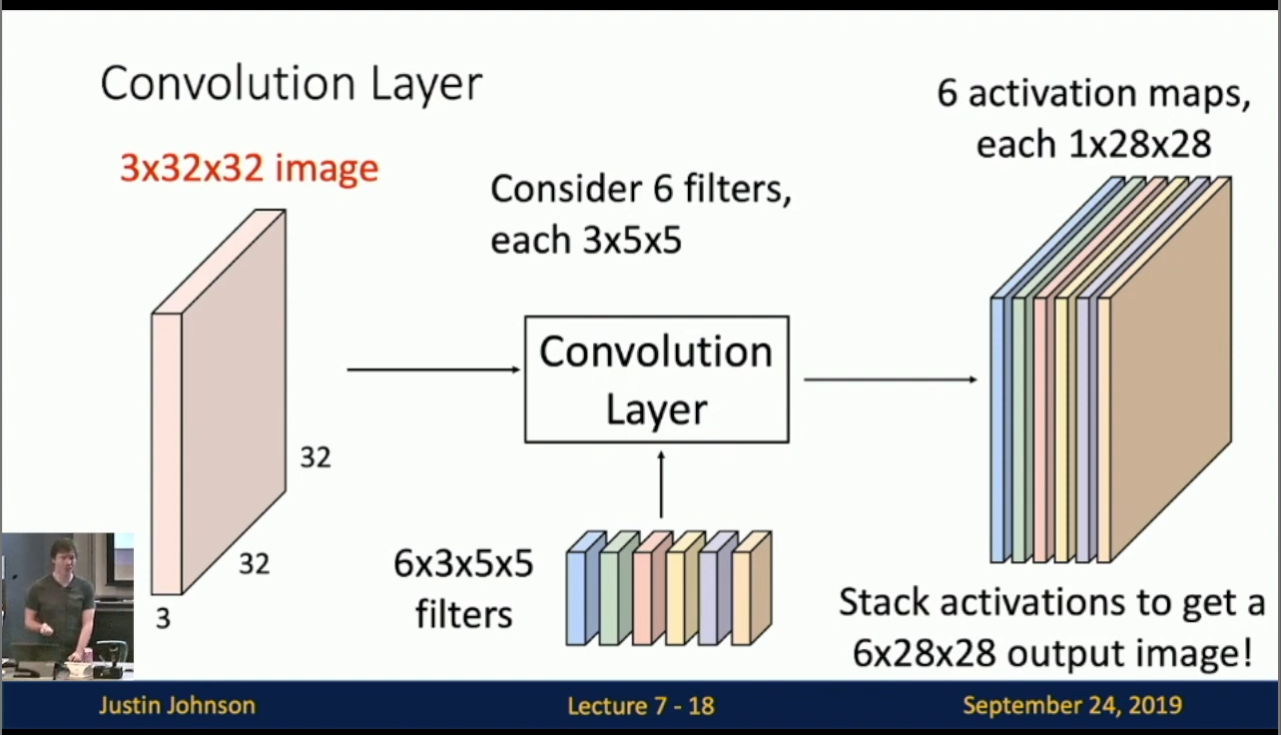 Convolution Layer
3x32x32 image
32
32
3
Consider 6 filters,
each 3x5x5
Convolution
Layer
6x3x5x5
filters
6 activation maps,
each 1x28x28
Stack activations to get a
6x28x28 output image!
Justin Johnson
Lecture 7 - 18
September 24, 2019